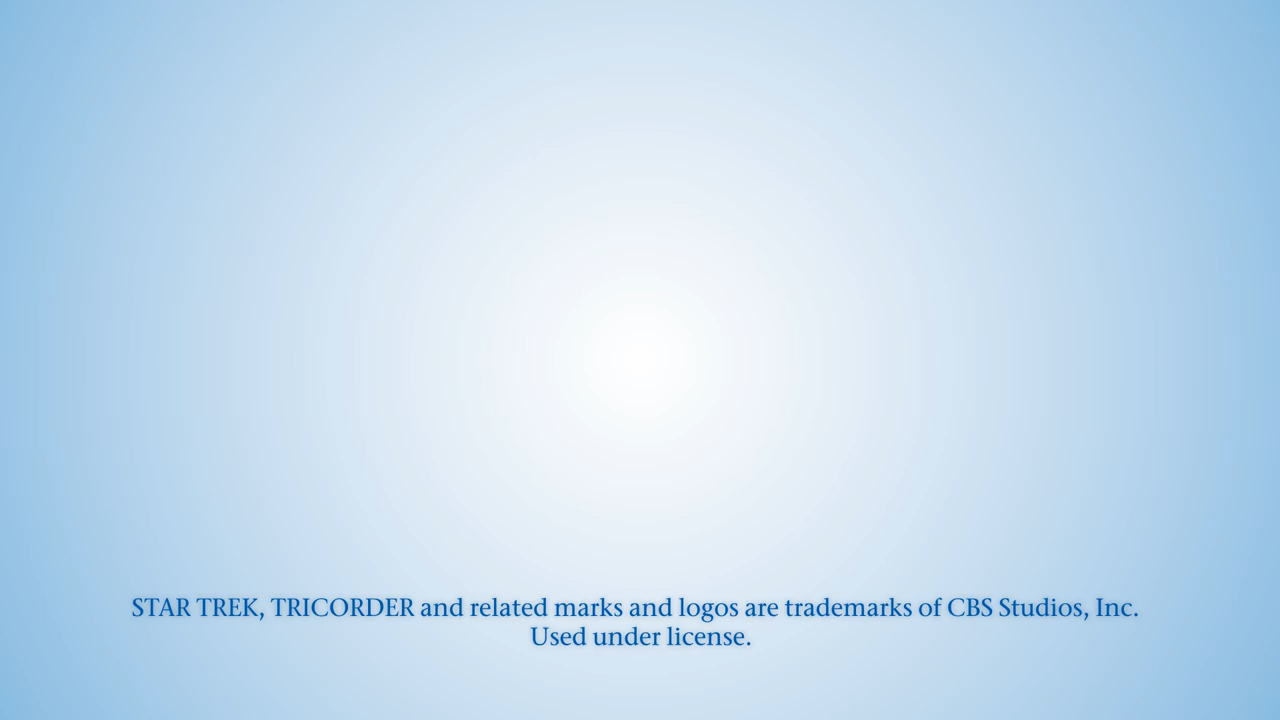 STAR TREK, TRICORDER and related marks and logos are trademarks of CBS Studios, Inc.
Used under license.